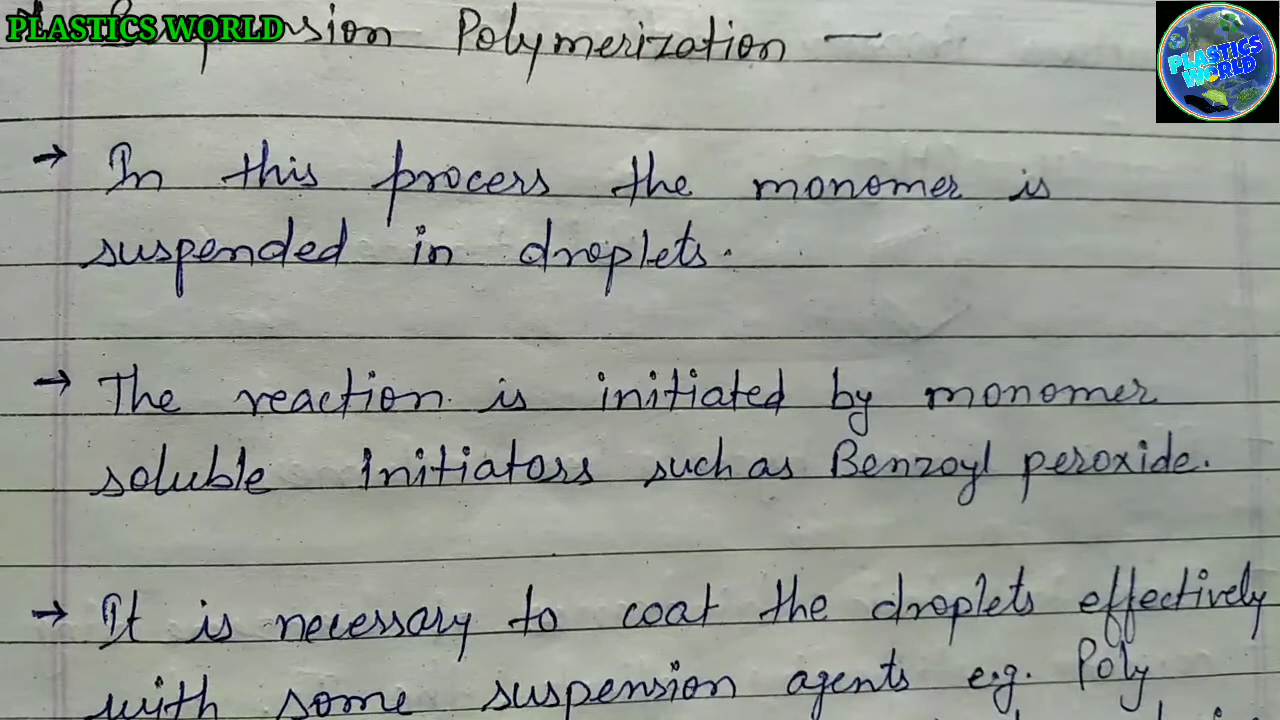 PLASTICS WORLD
Polymerization —
PLASTICS
WORLD
→ In this process the monomer is
suspended in droplets.
→ The reaction is initiated by monomer
soluble Initiators such as Benzoyl peroxide.
→ It is necessary to coat the droplets effectively
with some suspension agents e.g. Poly